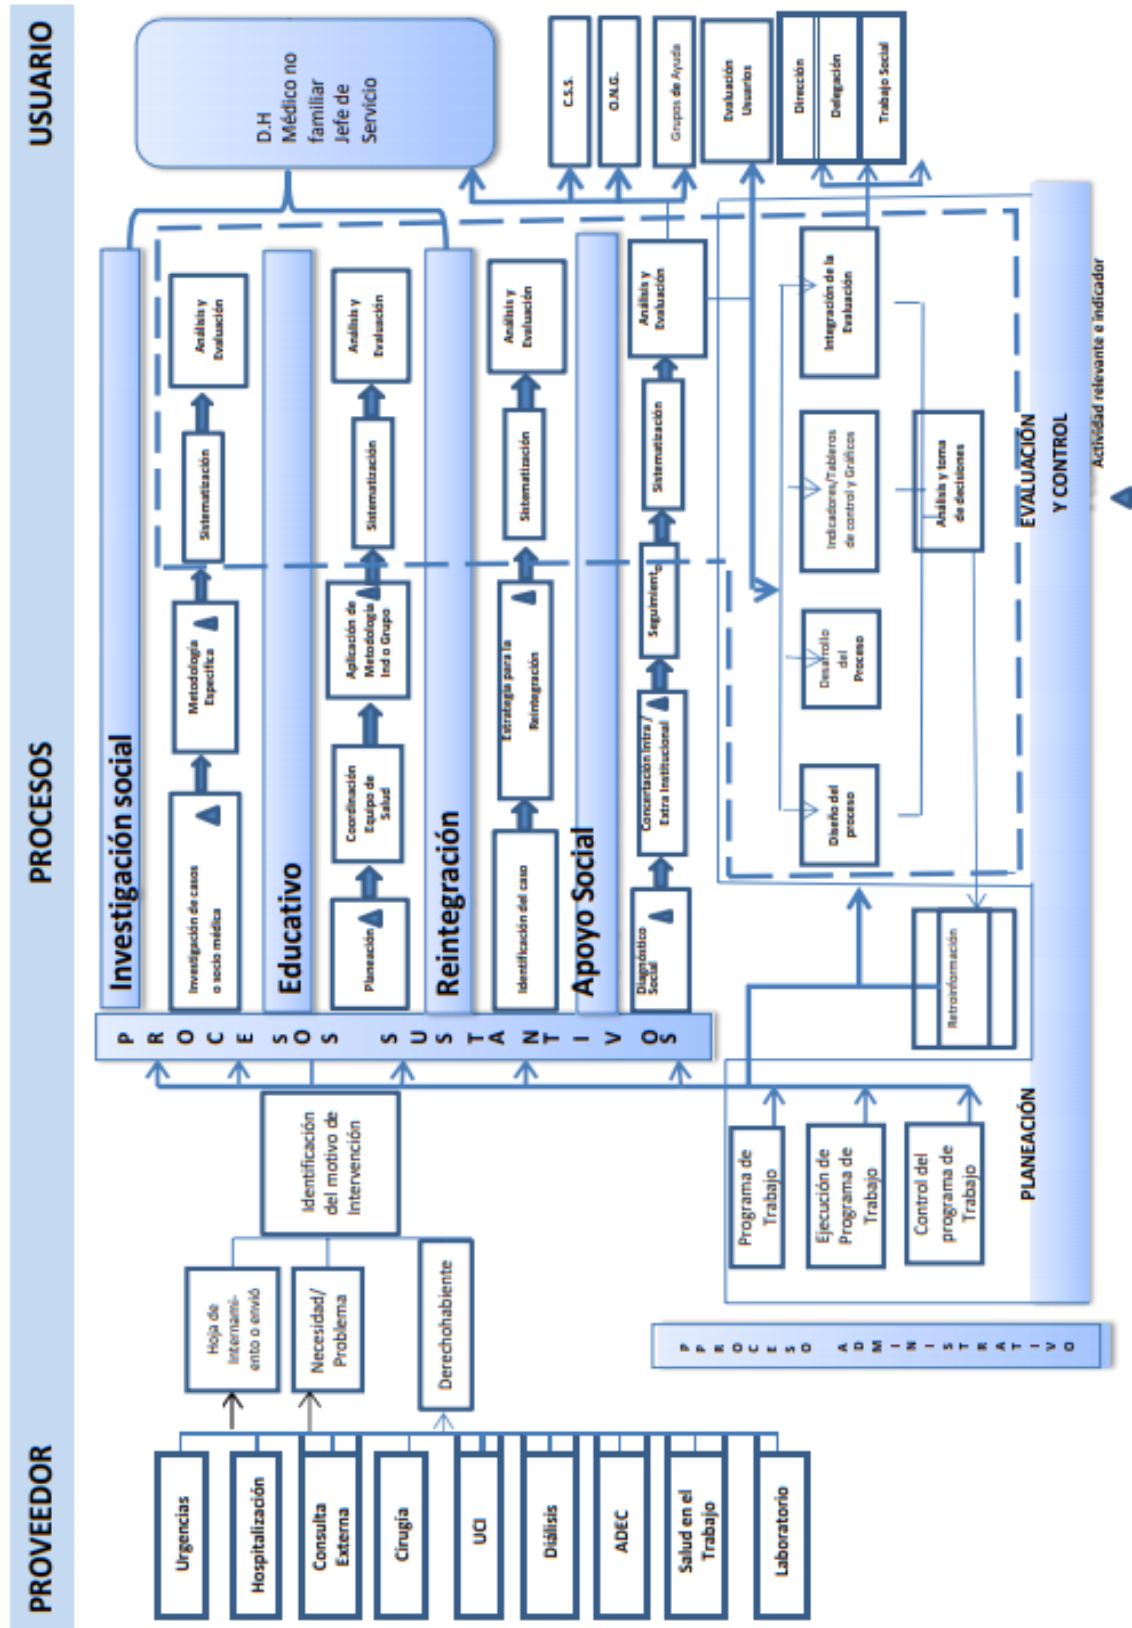 PROVEEDOR
PROCESOS
USUARIO
Urgencias
Hospitalización
Consulta
Externa
Cirugía
UCI
Diálisis
ADEC
Salud en el
Trabajo
Laboratorio
Hoja de
Internami-
ento o envió
Necesidad/
Problema
Derechohabiente
Identificación
del motivo de
Intervención
P R O C E S O S S U S T A N T I V O S
Investigación social
Investigación de casos
o socio médica
Metodología
Especifica
Sistematización
Análisis y
Evaluación
Educativo
Planeación
Coordinación
Equipo de
Salud
Aplicación de
Metodología
Ind o Grupo
Sistematización
Análisis y
Evaluación
Reintegración
Identificación del caso
Estrategia para la
Reintegración
Sistematización
Análisis y
Evaluación
Apoyo Social
Diagnóstico
Social
Concertación Intra /
Extra Institucional
Seguimiento
Sistematización
Análisis y
Evaluación
D.H
Médico no
familiar
Jefe de
Servicio
C.S.S.
O.N.G.
Grupos de Ayuda
Evaluación
Usuarios
Dirección
Delegación
Trabajo Social
P P R O C E S O A D M I N I S T R A T I V O
Programa de
Trabajo
Ejecución de
Programa de
Trabajo
Control del
programa de
Trabajo
PLANEACIÓN
Retroinformación
Diseño del
proceso
Desarrollo
del
Proceso
Indicadores/Tableros
de control y Gráficos
Integración de la
Evaluación
Análisis y toma
de decisiones
EVALUACIÓN
Y CONTROL
Actividad relevante e indicador